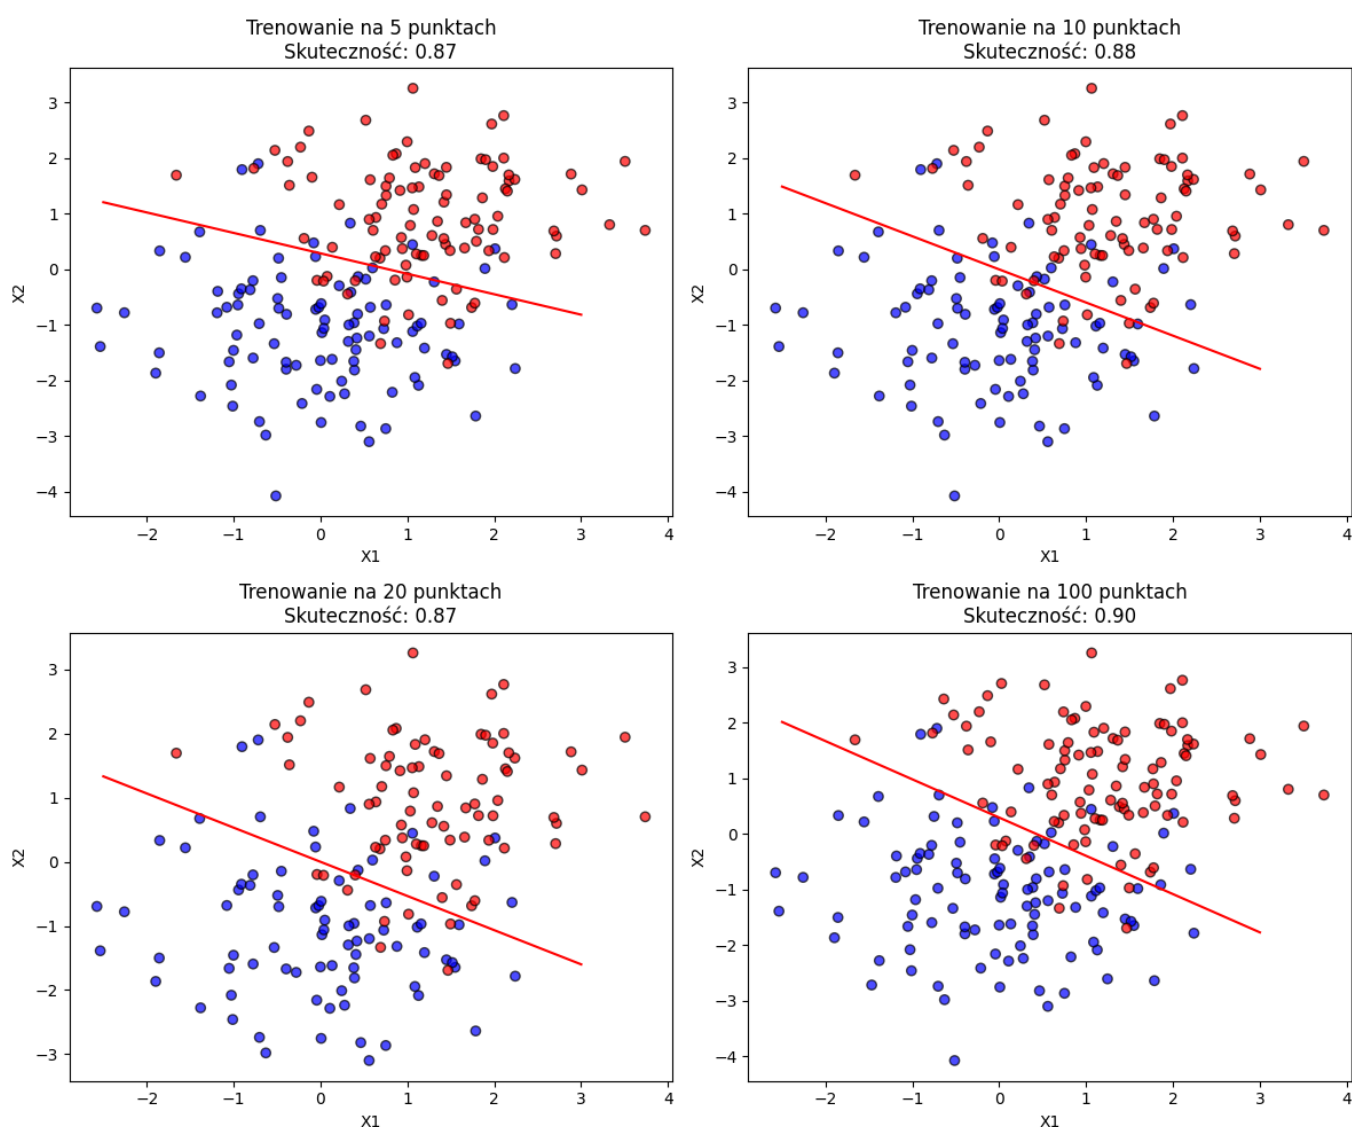 Trenowanie na 5 punktach
Skuteczność: 0.87
3
2
1
0
−1
−2
−3
−4
X2
−2 −1 0 1 2 3 4
X1
Trenowanie na 10 punktach
Skuteczność: 0.88
3
2
1
0
−1
−2
−3
−4
X2
−2 −1 0 1 2 3 4
X1
Trenowanie na 20 punktach
Skuteczność: 0.87
3
2
1
0
−1
−2
−3
X2
−2 −1 0 1 2 3 4
X1
Trenowanie na 100 punktach
Skuteczność: 0.90
3
2
1
0
−1
−2
−3
−4
X2
−2 −1 0 1 2 3 4
X1